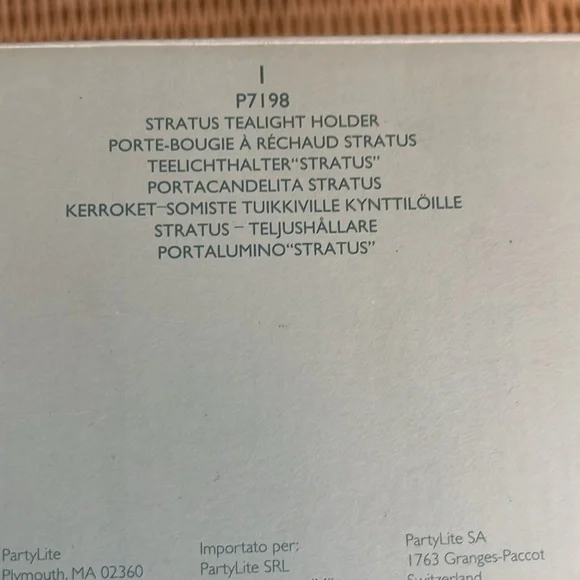 1
P7198
STRATUS TEALIGHT HOLDER
PORTE-BOUGIE À RÉCHAUD STRATUS
TEELICHTHALTER "STRATUS"
PORTACANDELITA STRATUS
KERROKET–SOMISTE TUIKKIVILLE KYNTTILÖILLE
STRATUS – TELJUSHÅLLARE
PORTALUMINO "STRATUS"
PartyLite
Plymouth, MA 02360
Importato per:
PartyLite SRL
PartyLite SA
1763 Granges-Paccot
Switzerland